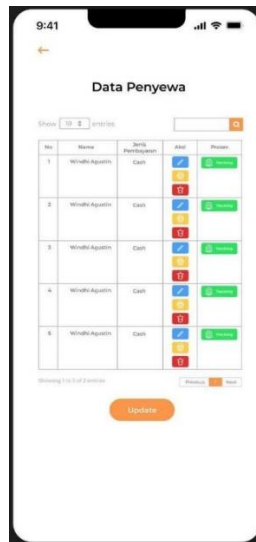 9:41
Data Penyewa
Show 10 entries
No Nama Jenis Pembayaran Aksi Proses
1 Windhi Agustin Cash
2 Windhi Agustin Cash
3 Windhi Agustin Cash
4 Windhi Agustin Cash
5 Windhi Agustin Cash
Previous 1 Next
Update